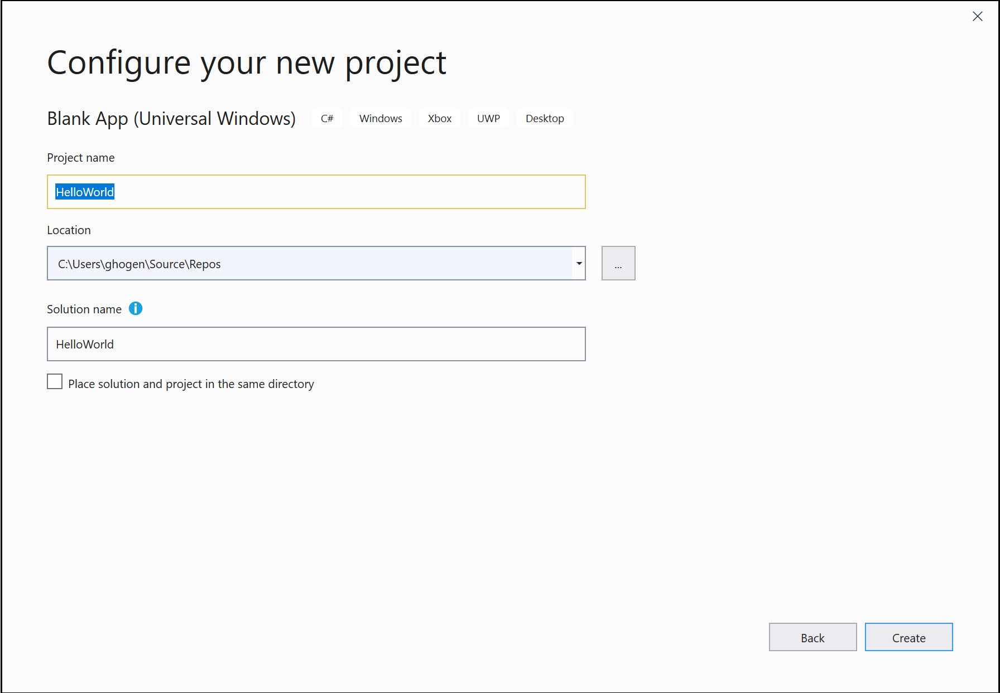 Configure your new project
Blank App (Universal Windows) C# Windows Xbox UWP Desktop
Project name
HelloWorld
Location
C:\Users\ghogen\Source\Repos
...
Solution name
HelloWorld
Place solution and project in the same directory
Back Create